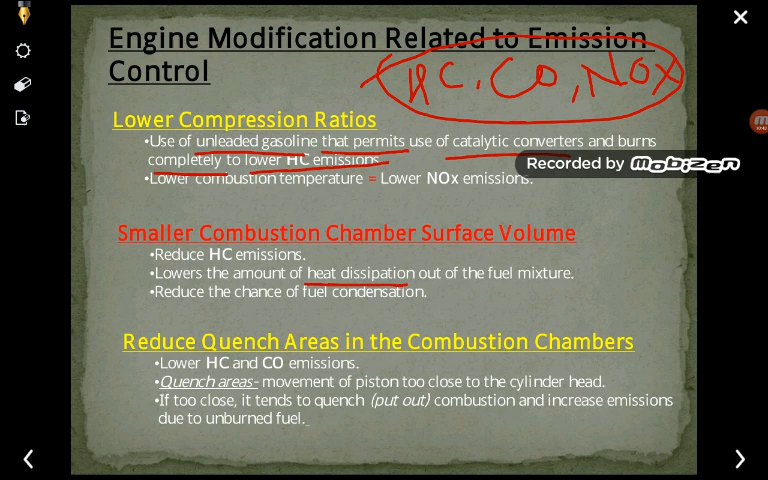 Engine Modification Related to Emission
Control
HC, CO, NOX
Lower Compression Ratios
•Use of unleaded gasoline that permits use of catalytic converters and burns
completely to lower HC emissions.
Recorded by mobizen
•Lower combustion temperature = Lower NOx emissions.
Smaller Combustion Chamber Surface Volume
•Reduce HC emissions.
•Lowers the amount of heat dissipation out of the fuel mixture.
•Reduce the chance of fuel condensation.
Reduce Quench Areas in the Combustion Chambers
•Lower HC and CO emissions.
•Quench areas- movement of piston too close to the cylinder head.
•If too close, it tends to quench (put out) combustion and increase emissions
due to unburned fuel.